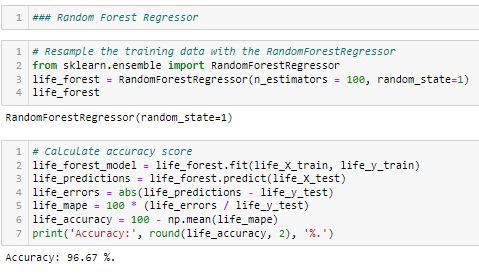 1 ### Random Forest Regressor
1 # Resample the training data with the RandomForestRegressor
2 from sklearn.ensemble import RandomForestRegressor
3 life_forest = RandomForestRegressor(n_estimators = 100, random_state=1)
4 life_forest
RandomForestRegressor(random_state=1)
1 # Calculate accuracy score
2 life_forest_model = life_forest.fit(life_X_train, life_y_train)
3 life_predictions = life_forest.predict(life_X_test)
4 life_errors = abs(life_predictions - life_y_test)
5 life_mape = 100 * (life_errors / life_y_test)
6 life_accuracy = 100 - np.mean(life_mape)
7 print('Accuracy:', round(life_accuracy, 2), '%.')
Accuracy: 96.67 %.